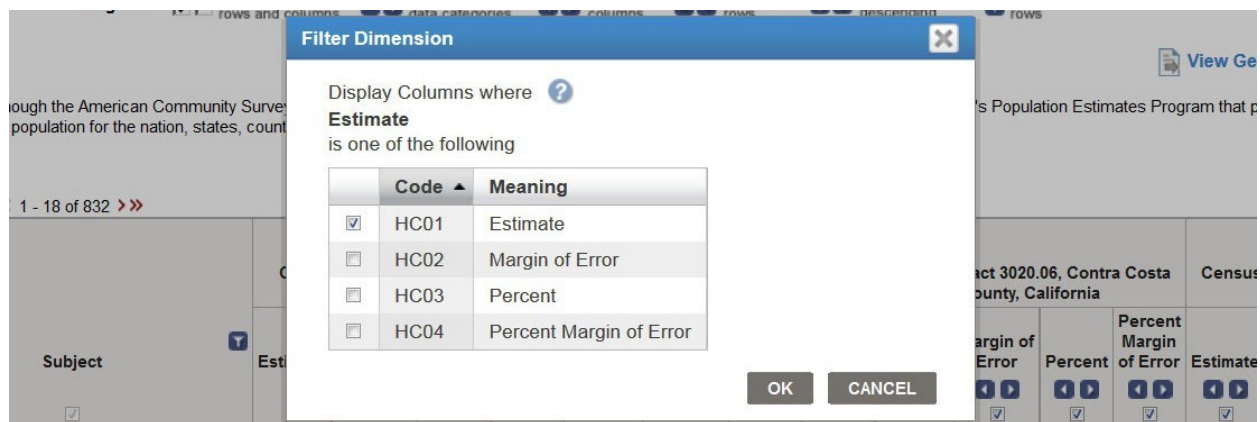 rows and columns data categories columns rows descending rows
Filter Dimension
View Ge
Display Columns where
ough the American Community Surve
's Population Estimates Program that p
Estimate
population for the nation, states, count
is one of the following
Code Meaning
1 - 18 of 832
HC01 Estimate
HC02 Margin of Error
HC03 Percent
HC04 Percent Margin of Error
act 3020.06, Contra Costa
ounty, California
Census
Subject
Esti
argin of
Error
Percent
Percent
Margin
of Error
Estimate
OK CANCEL